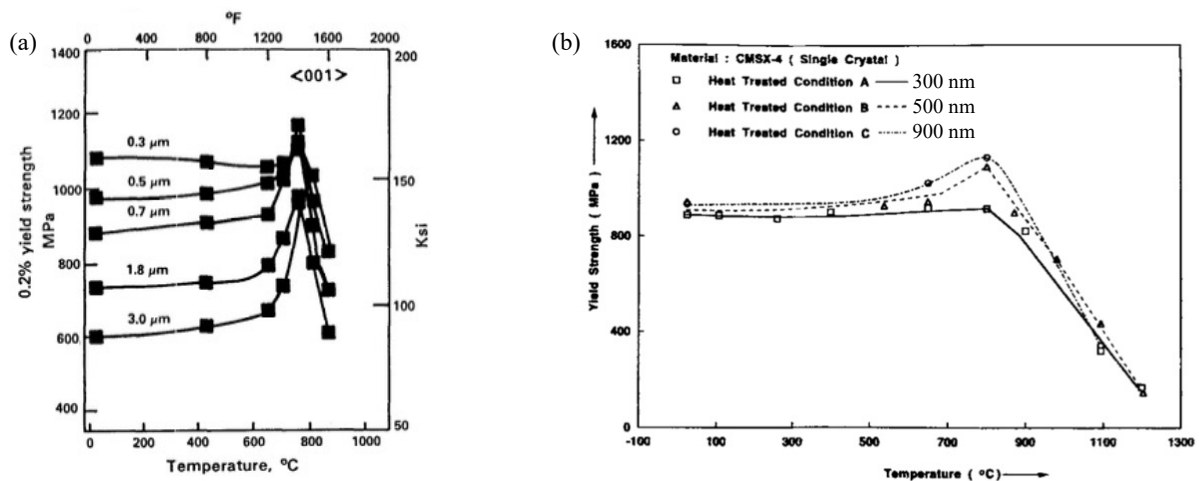 (a)
°F
0 400 800 1200 1600 2000
1400
1200
1000
800
600
400
0.2% yield strength
MPa
<001>
0.3 µm
0.5 µm
0.7 µm
1.8 µm
3.0 µm
200
150
100
50
Ksi
0 200 400 600 800 1000
Temperature, °C
(b)
1600
1200
800
400
0
Yield Strength ( MPa )
Material : CMSX-4 ( Single Crystal )
Heat Treated Condition A 300 nm
Heat Treated Condition B 500 nm
Heat Treated Condition C 900 nm
-100 100 300 500 700 900 1100 1300
Temperature ( °C )